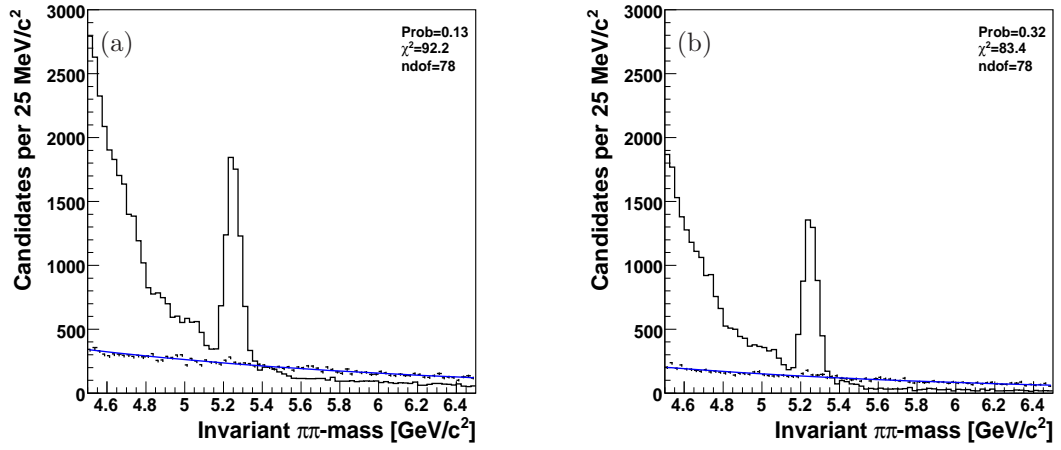 (a)
Prob=0.13
χ²=92.2
ndof=78
Candidates per 25 MeV/c²
3000
2500
2000
1500
1000
500
0
4.6 4.8 5 5.2 5.4 5.6 5.8 6 6.2 6.4
Invariant ππ-mass [GeV/c²]
(b)
Prob=0.32
χ²=83.4
ndof=78
Candidates per 25 MeV/c²
3000
2500
2000
1500
1000
500
0
4.6 4.8 5 5.2 5.4 5.6 5.8 6 6.2 6.4
Invariant ππ-mass [GeV/c²]